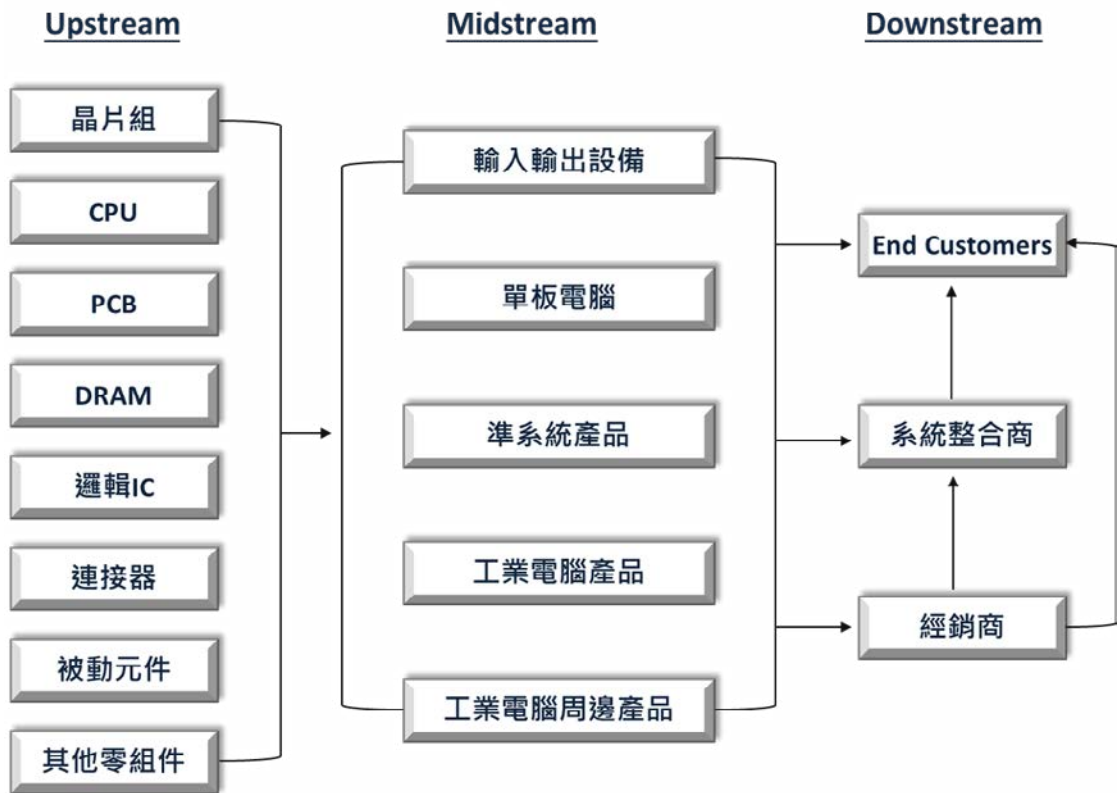 Upstream
晶片組
CPU
PCB
DRAM
邏輯IC
連接器
被動元件
其他零組件
Midstream
輸入輸出設備
單板電腦
準系統產品
工業電腦產品
工業電腦周邊產品
Downstream
End Customers
系統整合商
經銷商